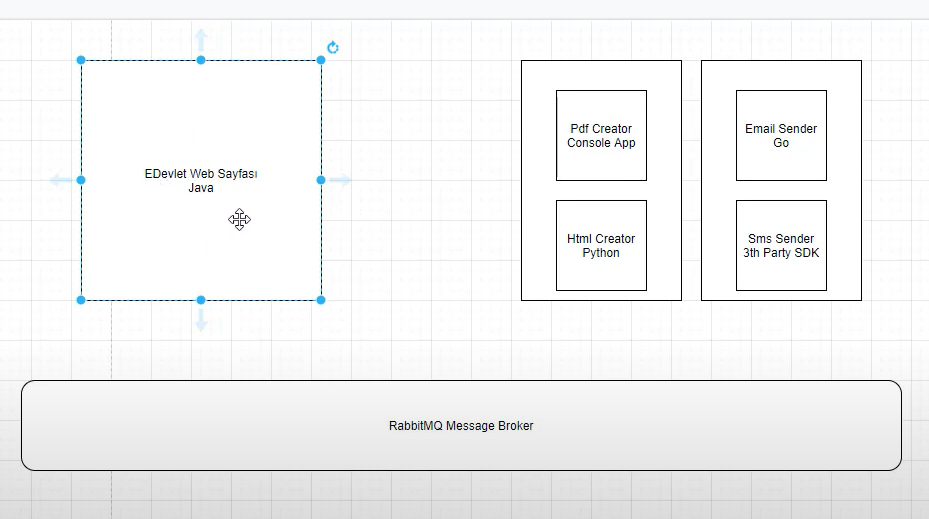 EDevlet Web Sayfası
Java
Pdf Creator
Console App
Html Creator
Python
Email Sender
Go
Sms Sender
3th Party SDK
RabbitMQ Message Broker